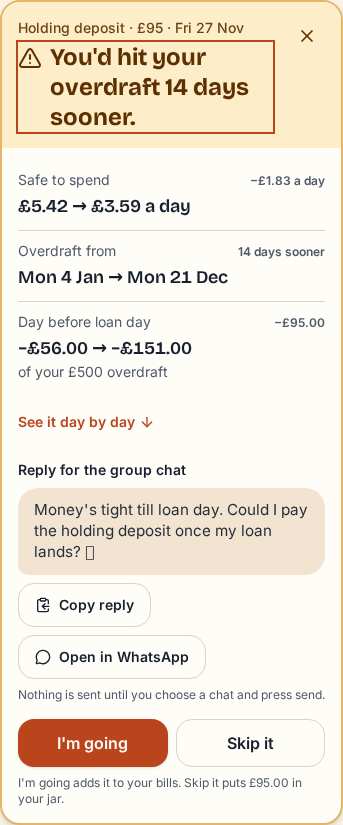 Holding deposit · £95 · Fri 27 Nov
You'd hit your
overdraft 14 days
sooner.
Safe to spend
−£1.83 a day
£5.42 → £3.59 a day
Overdraft from
14 days sooner
Mon 4 Jan → Mon 21 Dec
Day before loan day
−£95.00
−£56.00 → −£151.00
of your £500 overdraft
See it day by day ↓
Reply for the group chat
Money's tight till loan day. Could I pay
the holding deposit once my loan
lands? 
Copy reply
Open in WhatsApp
Nothing is sent until you choose a chat and press send.
I'm going
Skip it
I'm going adds it to your bills. Skip it puts £95.00 in
your jar.